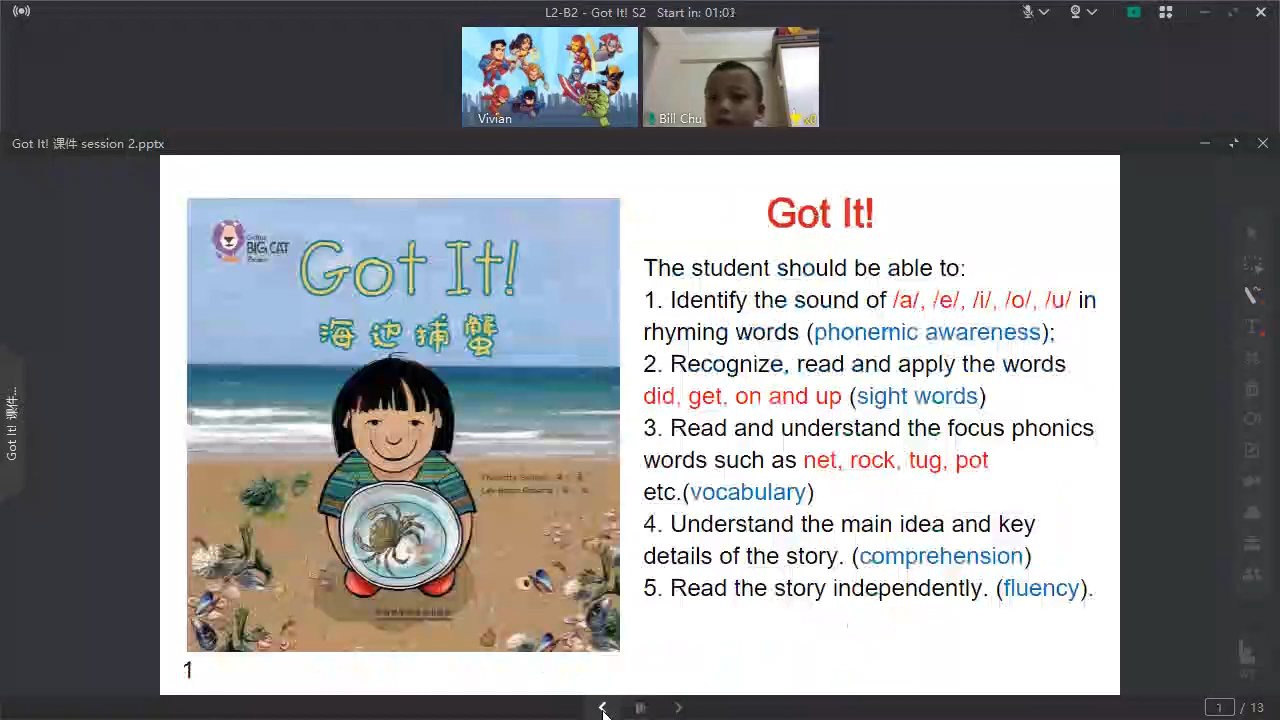 L2-B2 - Got It! S2 Start in: 01:01
Vivian
Bill Chu
x0
Got It! 课件 session 2.pptx
Got It! 课件...
BIG CAT
Got It!
海边捕蟹
Got It!
The student should be able to:
1. Identify the sound of /a/, /e/, /i/, /o/, /u/ in
rhyming words (phonemic awareness);
2. Recognize, read and apply the words
did, get, on and up (sight words)
3. Read and understand the focus phonics
words such as net, rock, tug, pot
etc.(vocabulary)
4. Understand the main idea and key
details of the story. (comprehension)
5. Read the story independently. (fluency).
1
1 / 13